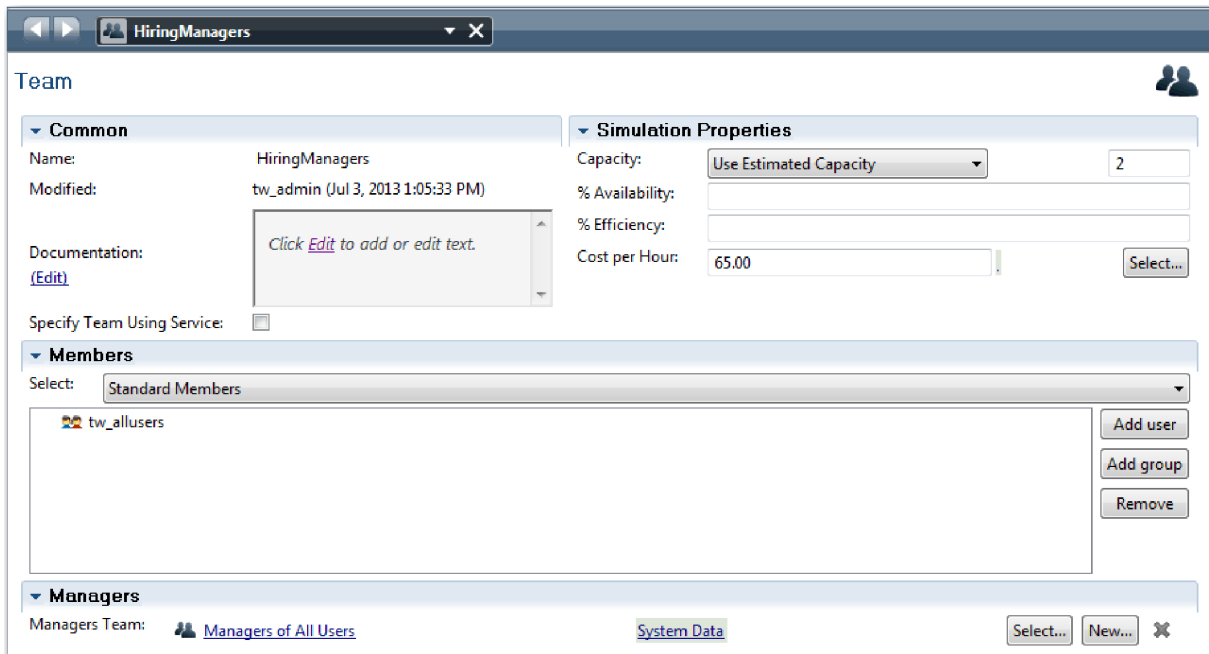 HiringManagers
Team
Common
Name: HiringManagers
Modified: tw_admin (Jul 3, 2013 1:05:33 PM)
Documentation:
(Edit)
Click Edit to add or edit text.
Specify Team Using Service:
Simulation Properties
Capacity: Use Estimated Capacity 2
% Availability:
% Efficiency:
Cost per Hour: 65.00 Select...
Members
Select: Standard Members
tw_allusers
Add user
Add group
Remove
Managers
Managers Team: Managers of All Users System Data Select... New...